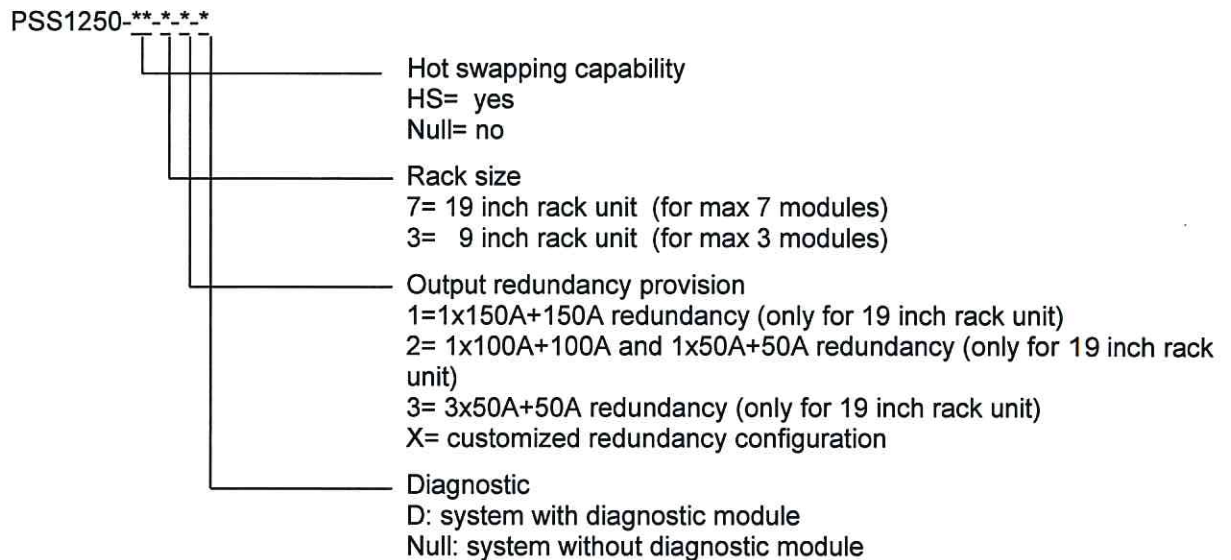 PSS1250-**-*-*-*
Hot swapping capability
HS= yes
Null= no
Rack size
7= 19 inch rack unit (for max 7 modules)
3= 9 inch rack unit (for max 3 modules)
Output redundancy provision
1=1x150A+150A redundancy (only for 19 inch rack unit)
2= 1x100A+100A and 1x50A+50A redundancy (only for 19 inch rack
unit)
3= 3x50A+50A redundancy (only for 19 inch rack unit)
X= customized redundancy configuration
Diagnostic
D: system with diagnostic module
Null: system without diagnostic module